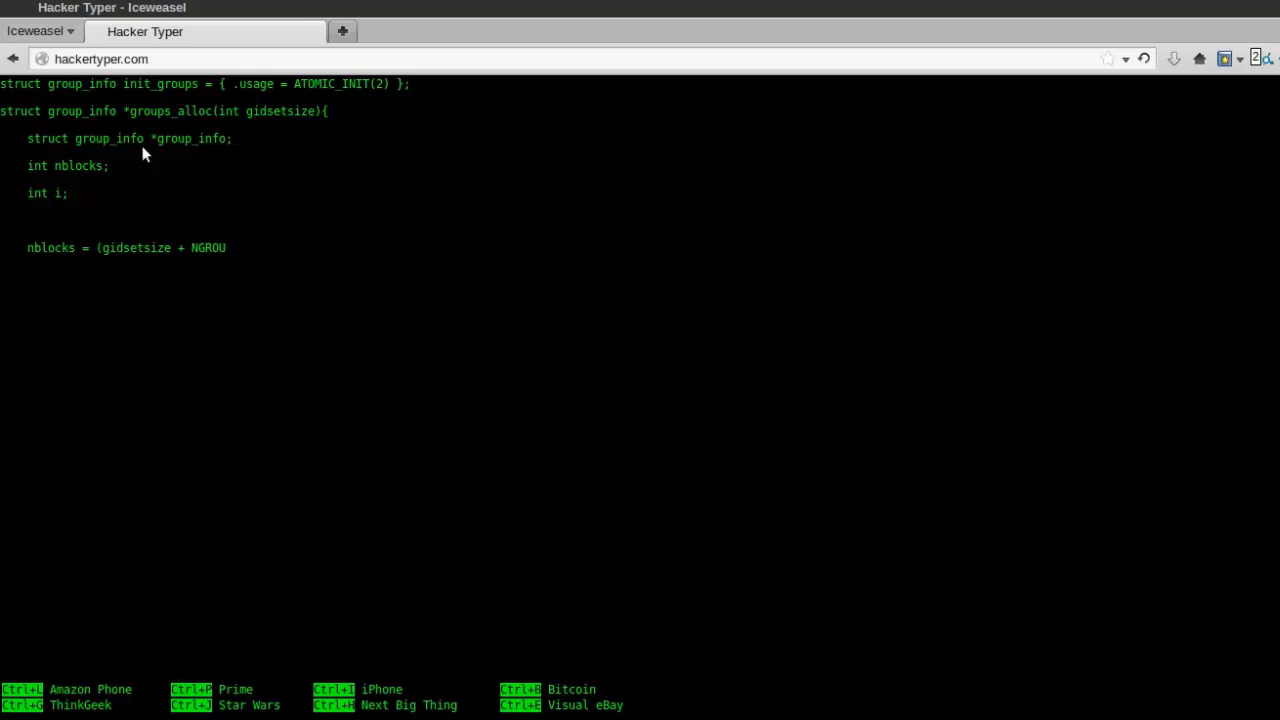 Hacker Typer - Iceweasel
Iceweasel
Hacker Typer
hackertyper.com
2
struct group_info init_groups = { .usage = ATOMIC_INIT(2) };
struct group_info *groups_alloc(int gidsetsize){
struct group_info *group_info;
int nblocks;
int i;
nblocks = (gidsetsize + NGROU
Ctrl+L Amazon Phone Ctrl+P Prime Ctrl+I iPhone Ctrl+B Bitcoin
Ctrl+G ThinkGeek Ctrl+J Star Wars Ctrl+H Next Big Thing Ctrl+E Visual eBay